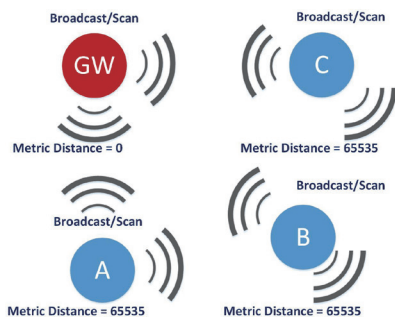 Broadcast/Scan
GW
Metric Distance = 0
Broadcast/Scan
C
Metric Distance = 65535
Broadcast/Scan
A
Metric Distance = 65535
Broadcast/Scan
B
Metric Distance = 65535